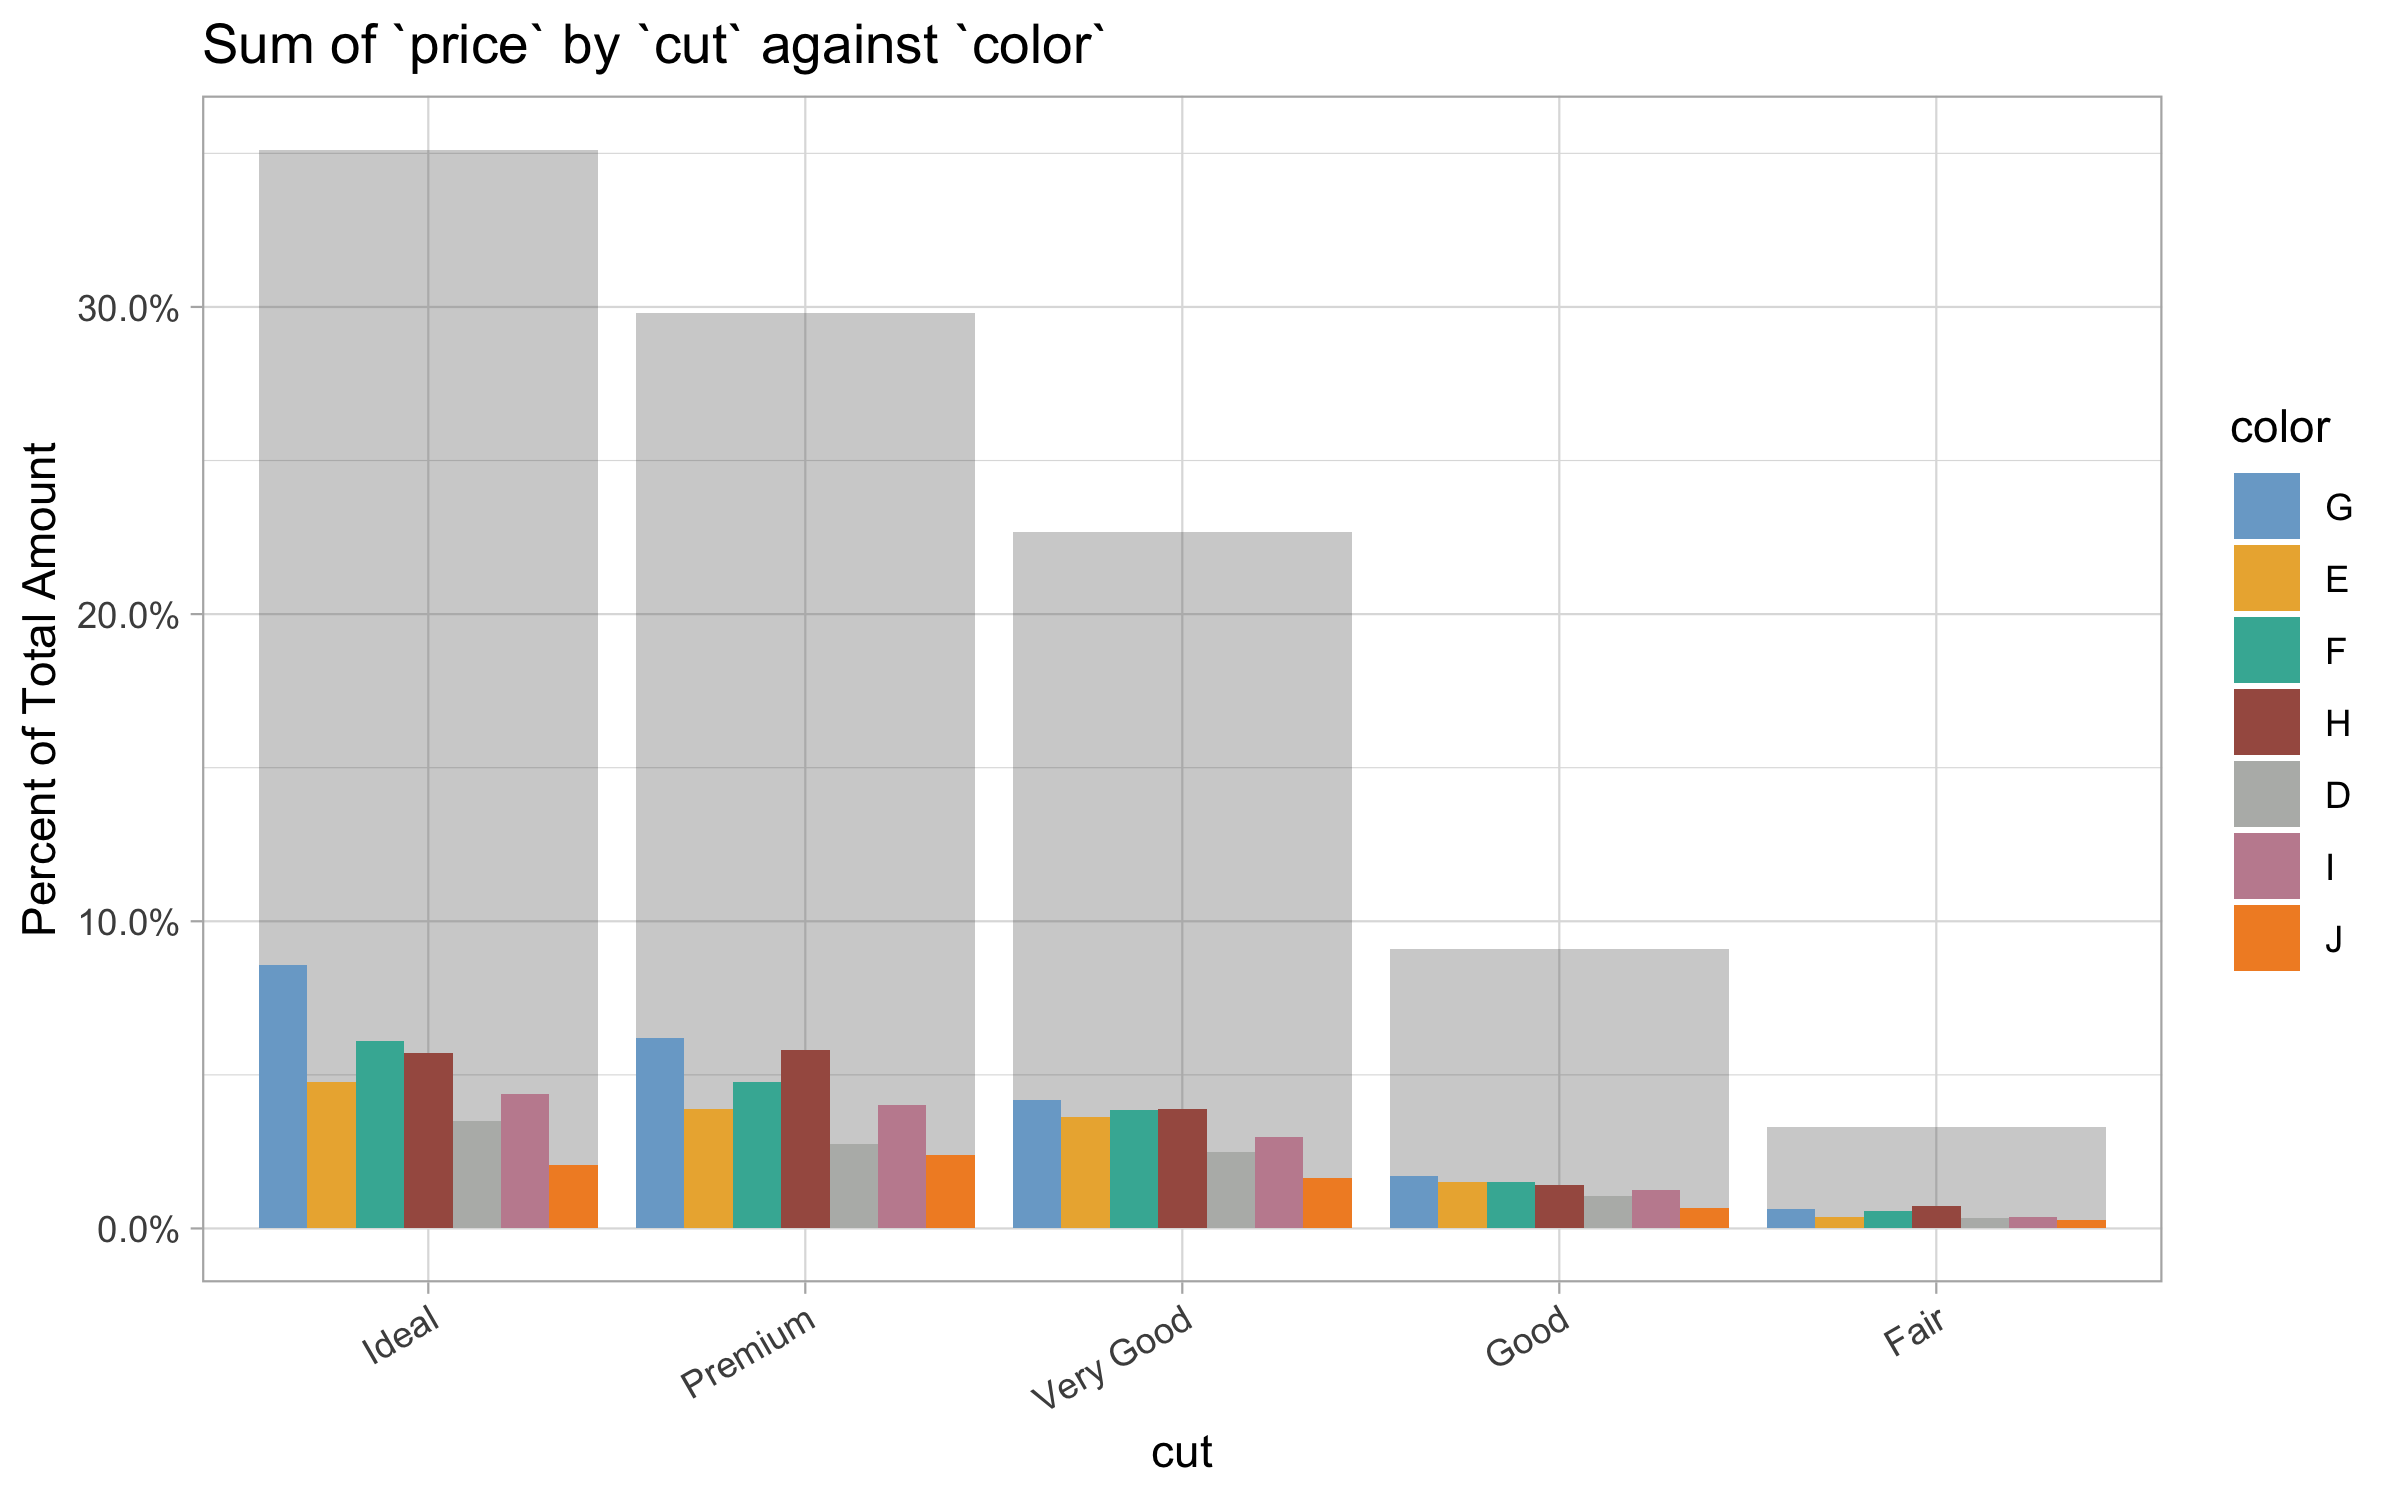 Sum of `price` by `cut` against `color`
Percent of Total Amount
30.0%
20.0%
10.0%
0.0%
Ideal
Premium
Very Good
Good
Fair
cut
color
G
E
F
H
D
I
J